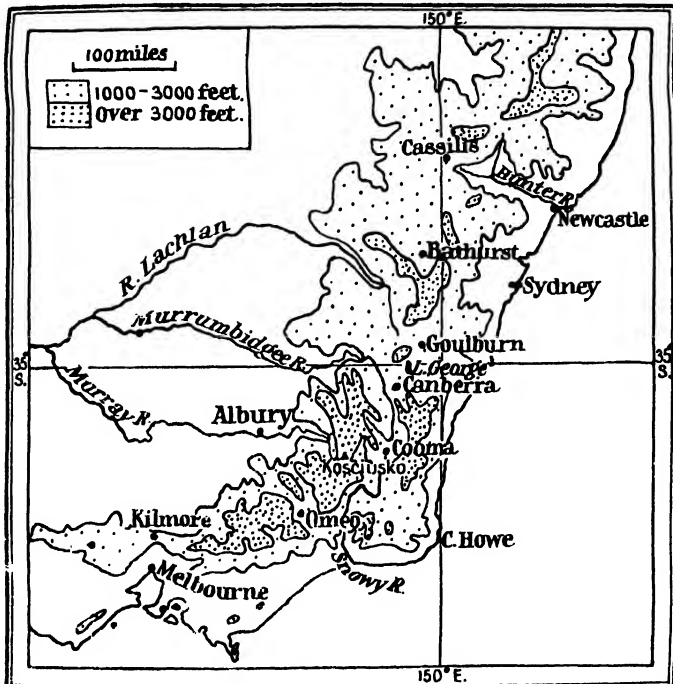 150°E.
100 miles
1000-3000 feet.
Over 3000 feet.
Cassilis
Hunter R.
Newcastle
R. Lachlan
Bathurst
Sydney
Murrumbidgee R.
Goulburn
35
S.
35
S.
L. George
Canberra
Murray R.
Albury
Cooma
Kosciusko
Kilmore
Omeo
C. Howe
Snowy R.
Melbourne
150°E.